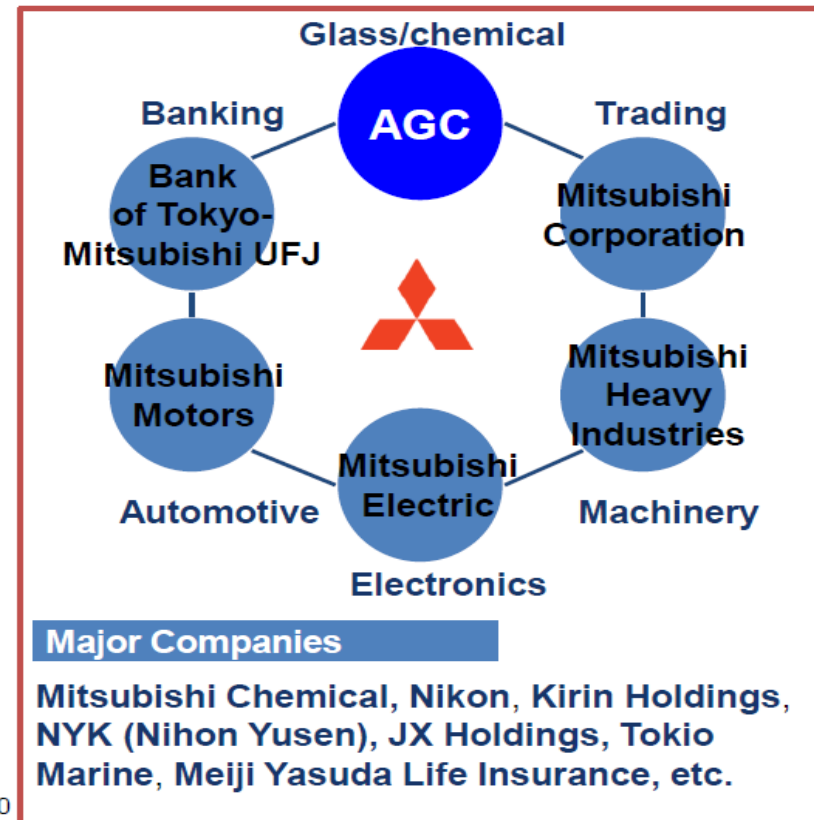 Glass/chemical
AGC
Banking
Trading
Bank
of Tokyo-
Mitsubishi UFJ
Mitsubishi
Corporation
Mitsubishi
Motors
Mitsubishi
Heavy
Industries
Mitsubishi
Electric
Automotive
Machinery
Electronics
Major Companies
Mitsubishi Chemical, Nikon, Kirin Holdings,
NYK (Nihon Yusen), JX Holdings, Tokio
Marine, Meiji Yasuda Life Insurance, etc.
0